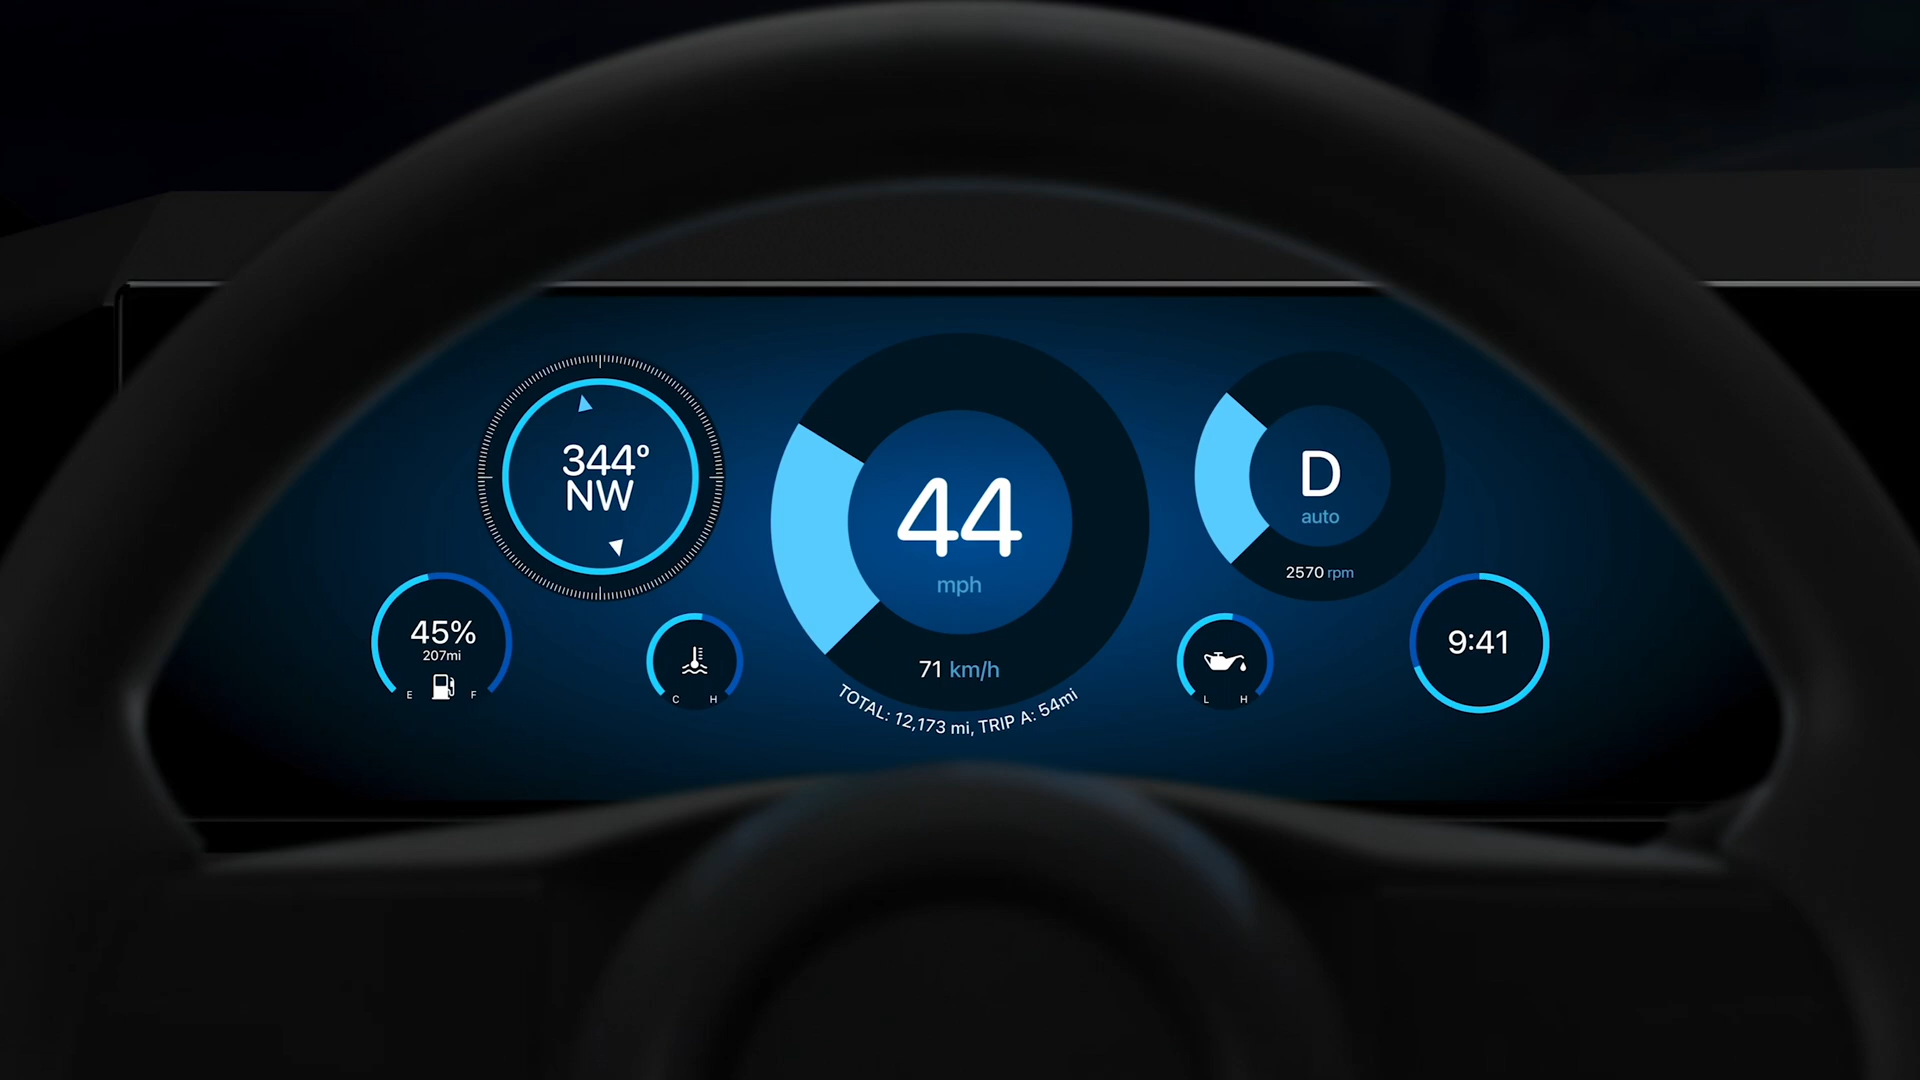 344°
NW
45%
207mi
E
F
C
H
44
mph
71 km/h
TOTAL: 12,173 mi, TRIP A: 54mi
D
auto
2570 rpm
L
H
9:41